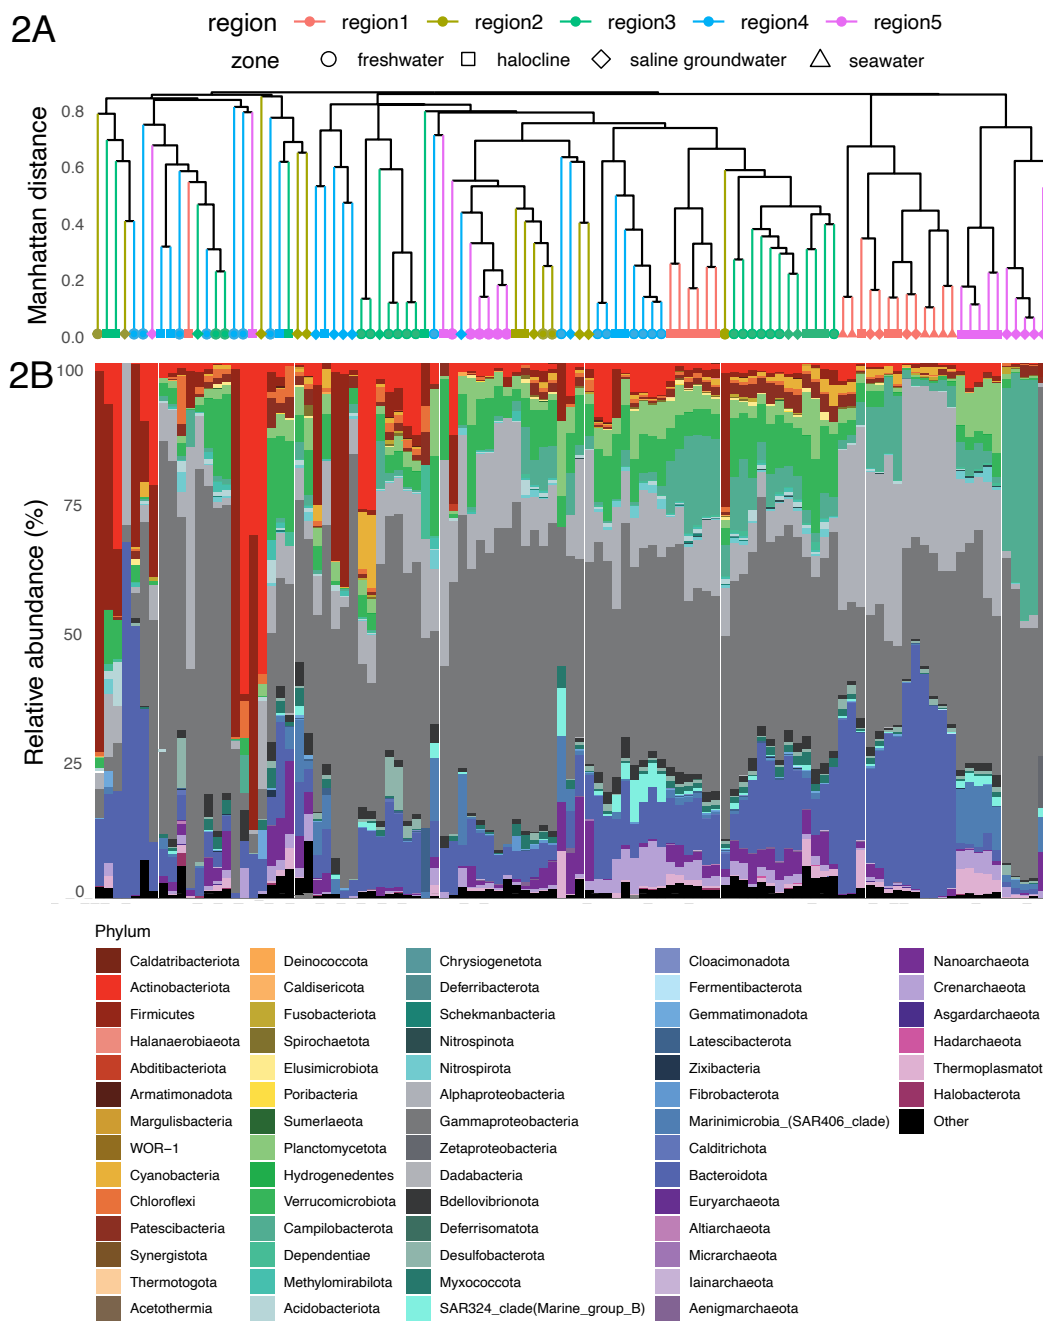 2A
region region1 region2 region3 region4 region5
zone freshwater halocline saline groundwater seawater
Manhattan distance
0.8
0.6
0.4
0.2
0.0
2B
Relative abundance (%)
100
75
50
25
0
Phylum
Caldatribacteriota
Actinobacteriota
Firmicutes
Halanaerobiaeota
Abditibacteriota
Armatimonadota
Margulisbacteria
WOR-1
Cyanobacteria
Chloroflexi
Patescibacteria
Synergistota
Thermotogota
Acetothermia
Deinococcota
Caldisericota
Fusobacteriota
Spirochaetota
Elusimicrobiota
Poribacteria
Sumerlaeota
Planctomycetota
Hydrogenedentes
Verrucomicrobiota
Campilobacterota
Dependentiae
Methylomirabilota
Acidobacteriota
Chrysiogenetota
Deferribacterota
Schekmanbacteria
Nitrospinota
Nitrospirota
Alphaproteobacteria
Gammaproteobacteria
Zetaproteobacteria
Dadabacteria
Bdellovibrionota
Deferrisomatota
Desulfobacterota
Myxococcota
SAR324_clade(Marine_group_B)
Cloacimonadota
Fermentibacterota
Gemmatimonadota
Latescibacterota
Zixibacteria
Fibrobacterota
Marinimicrobia_(SAR406_clade)
Calditrichota
Bacteroidota
Euryarchaeota
Altiarchaeota
Micrarchaeota
Iainarchaeota
Aenigmarchaeota
Nanoarchaeota
Crenarchaeota
Asgardarchaeota
Hadarchaeota
Thermoplasmatot
Halobacterota
Other